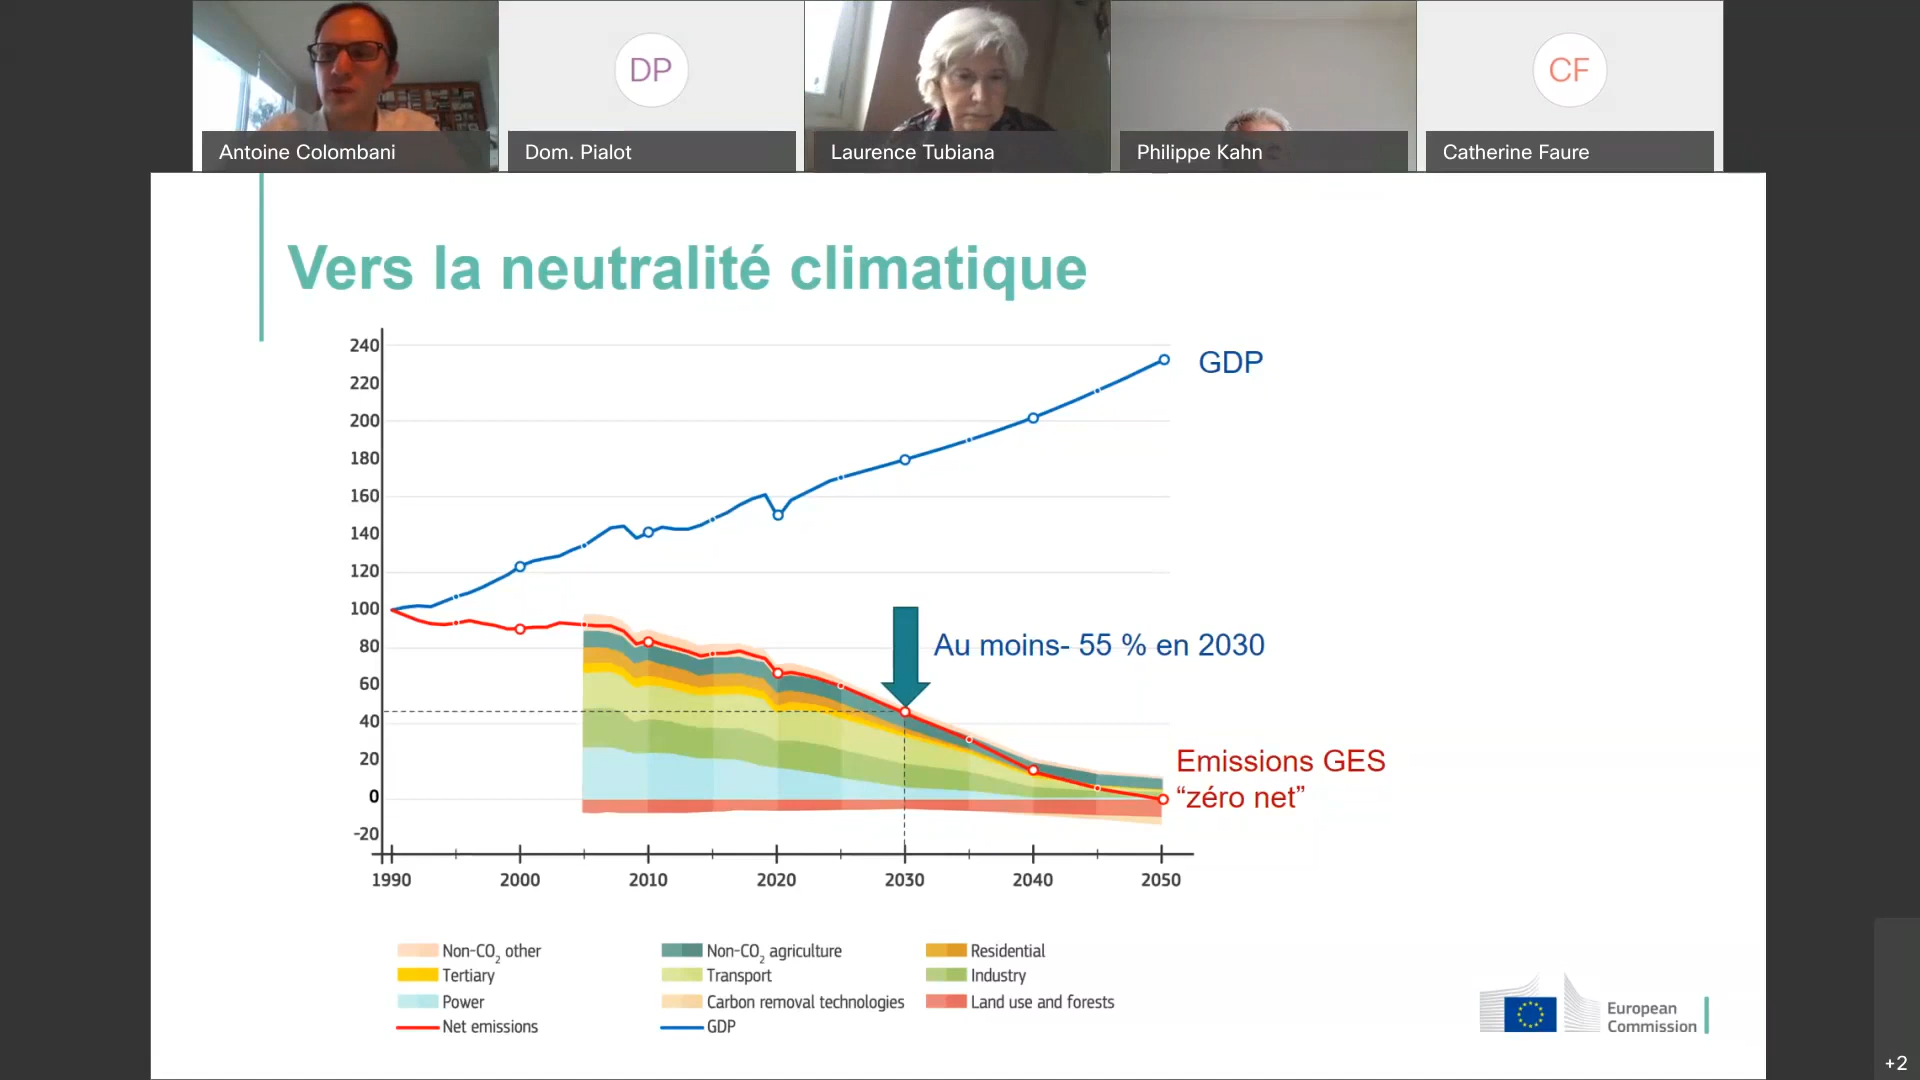 DP
CF
Antoine Colombani
Dom. Pialot
Laurence Tubiana
Philippe Kahn
Catherine Faure
Vers la neutralité climatique
240
220
200
180
160
140
120
100
80
60
40
20
0
-20
GDP
Au moins- 55 % en 2030
Emissions GES
“zéro net”
1990 2000 2010 2020 2030 2040 2050
Non-CO2 other
Non-CO2 agriculture
Residential
Tertiary
Transport
Industry
Power
Carbon removal technologies
Land use and forests
Net emissions
GDP
European
Commission
+2